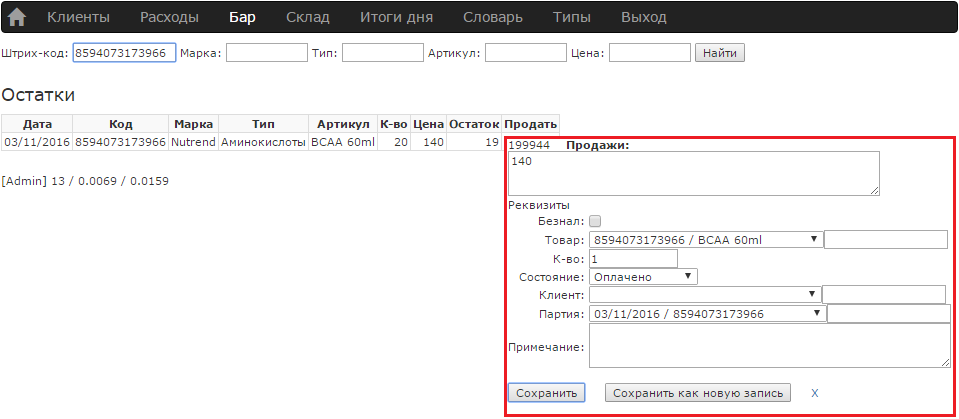 Клиенты Расходы Бар Склад Итоги дня Словарь Типы Выход
Штрих-код: 8594073173966 Марка: Тип: Артикул: Цена: Найти
Остатки
Дата Код Марка Тип Артикул К-во Цена Остаток Продать
03/11/2016 8594073173966 Nutrend Аминокислоты BCAA 60ml 20 140 19
199944 Продажи:
140
[Admin] 13 / 0.0069 / 0.0159
Реквизиты
Безнал:
Товар: 8594073173966 / BCAA 60ml
К-во: 1
Состояние: Оплачено
Клиент:
Партия: 03/11/2016 / 8594073173966
Примечание:
Сохранить Сохранить как новую запись X